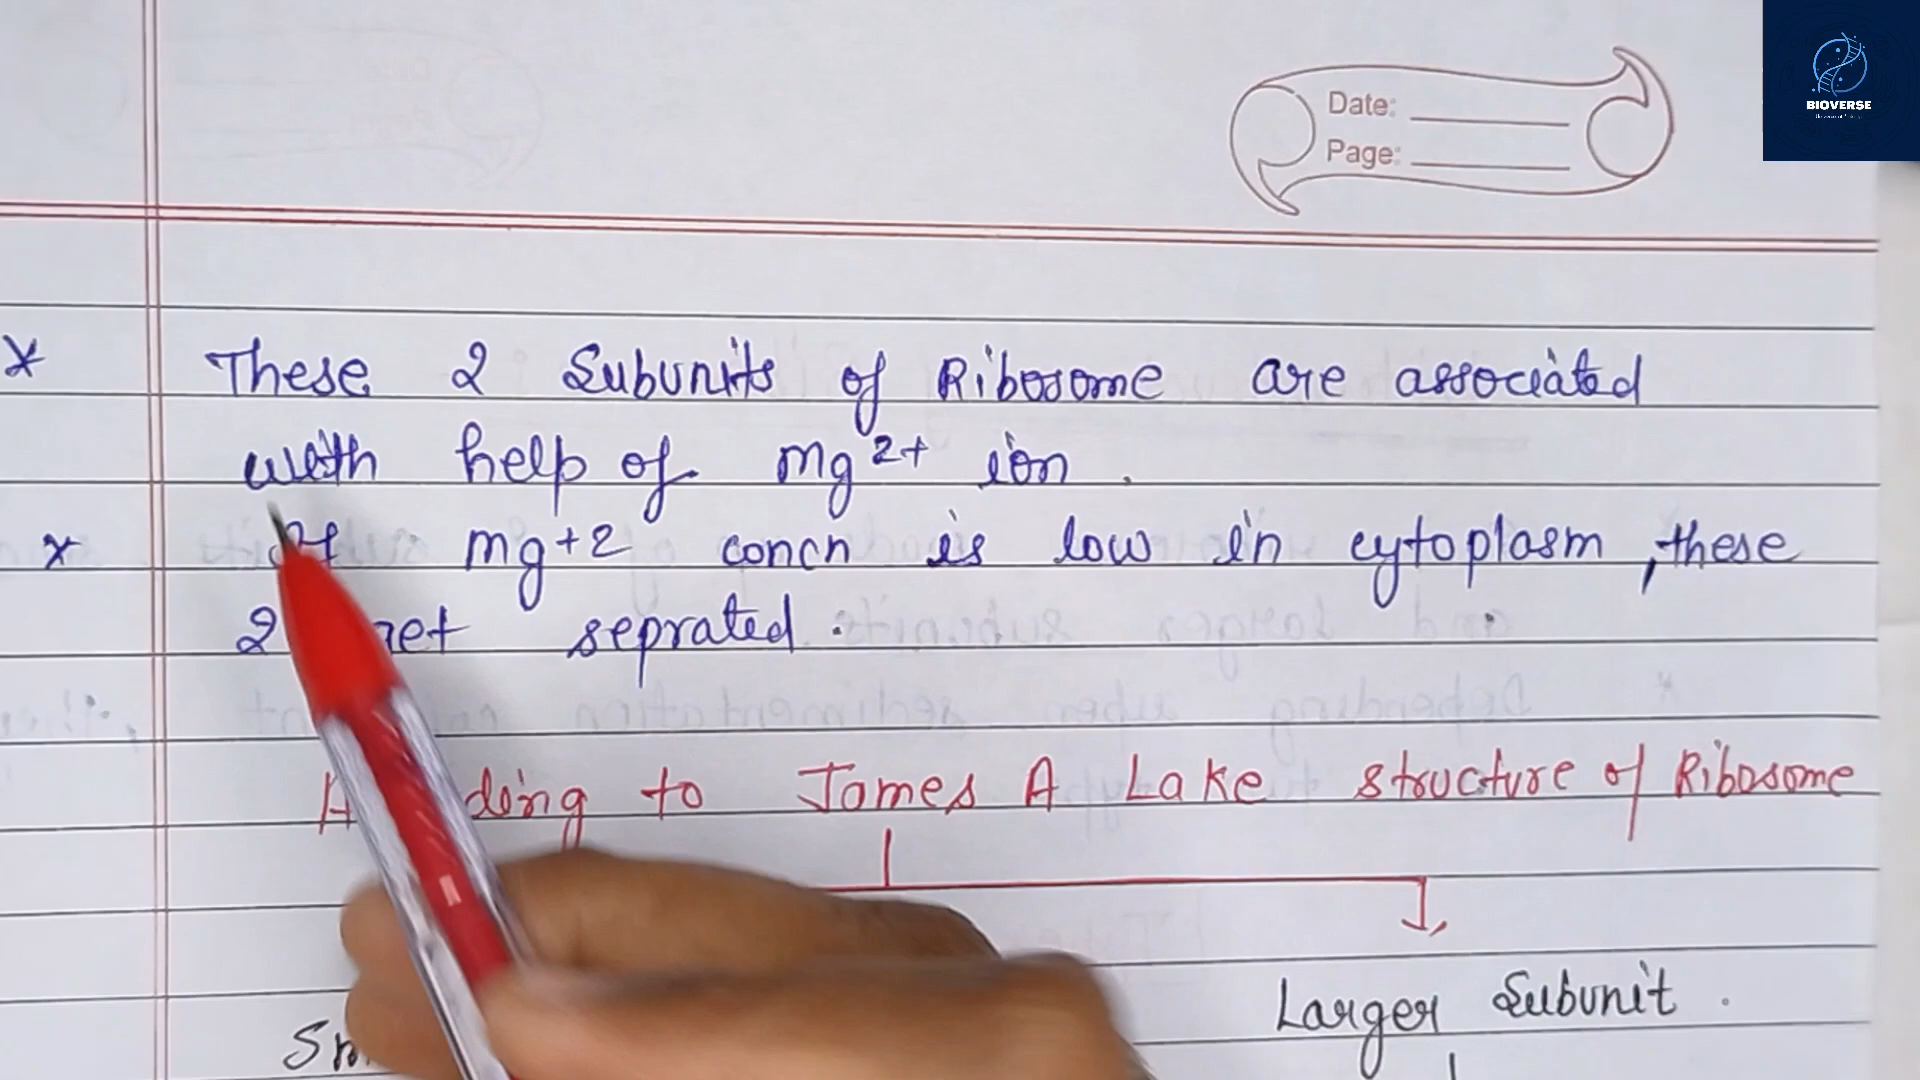 BIOVERSE
Date:
Page:
* These 2 Subunits of Ribosome are associated
with help of mg2+ ion.
* If mg+2 concn is low in cytoplasm, these
2 get seprated.
to James A Lake structure of Ribosome
Larger Subunit.